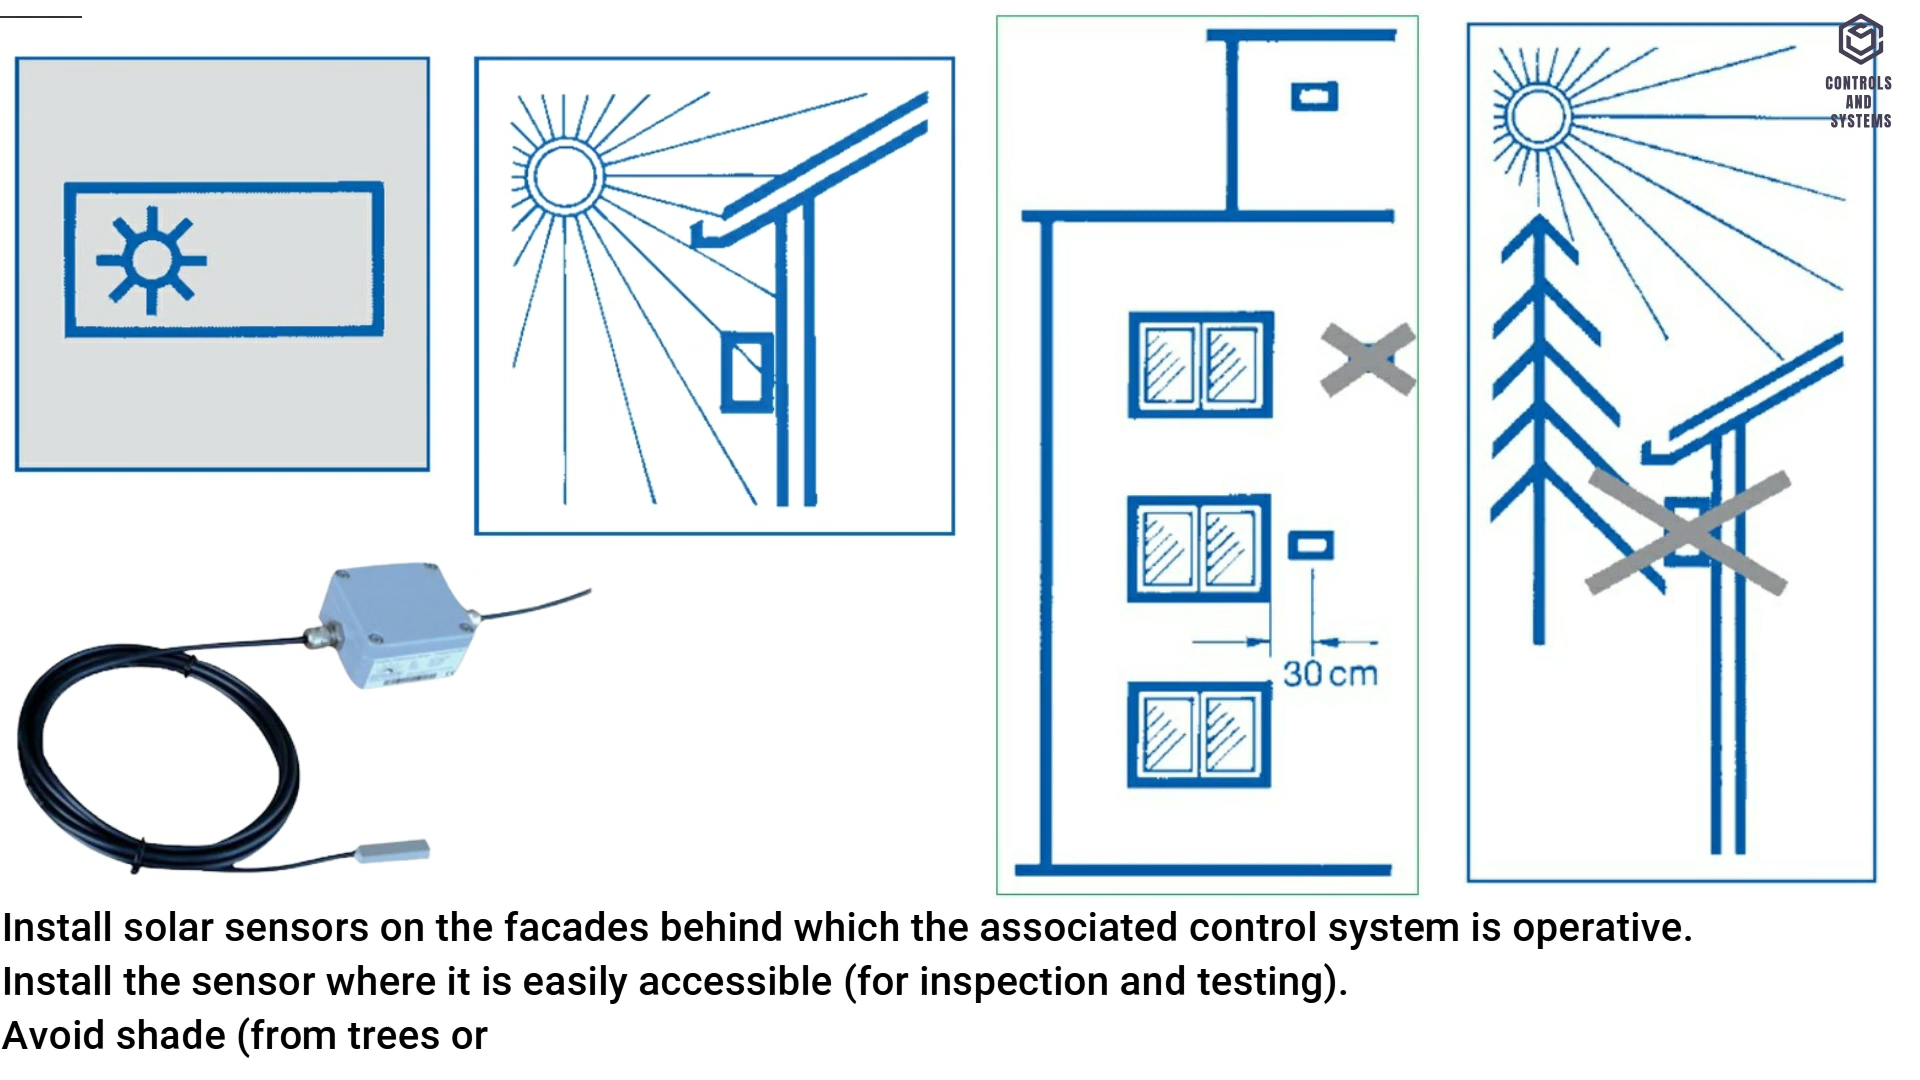 CONTROLS
AND
SYSTEMS
30 cm
Install solar sensors on the facades behind which the associated control system is operative.
Install the sensor where it is easily accessible (for inspection and testing).
Avoid shade (from trees or